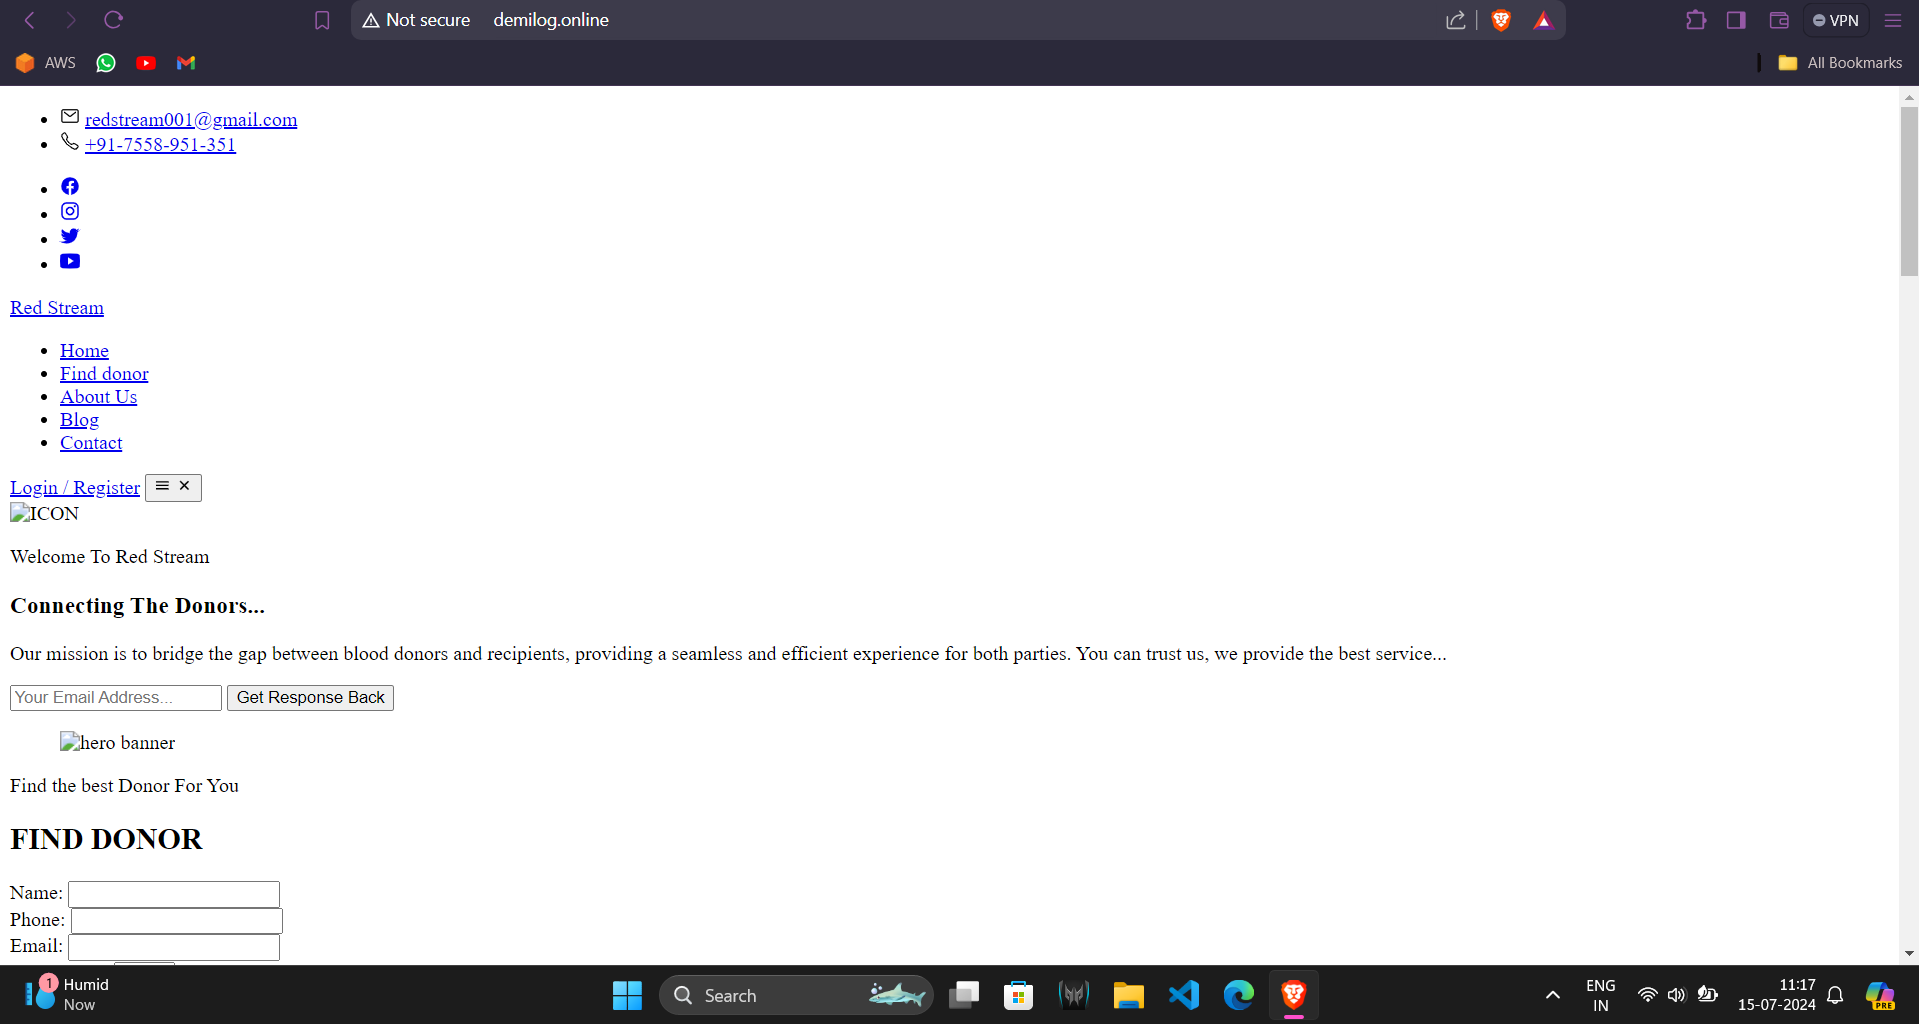 Not secure demilog.online
VPN
AWS
All Bookmarks
redstream001@gmail.com
+91-7558-951-351
Red Stream
Home
Find donor
About Us
Blog
Contact
Login / Register
ICON
Welcome To Red Stream
Connecting The Donors...
Our mission is to bridge the gap between blood donors and recipients, providing a seamless and efficient experience for both parties. You can trust us, we provide the best service...
Your Email Address... Get Response Back
hero banner
Find the best Donor For You
FIND DONOR
Name:
Phone:
Email:
1
Humid
Now
Search
ENG
IN
11:17
15-07-2024
PRE